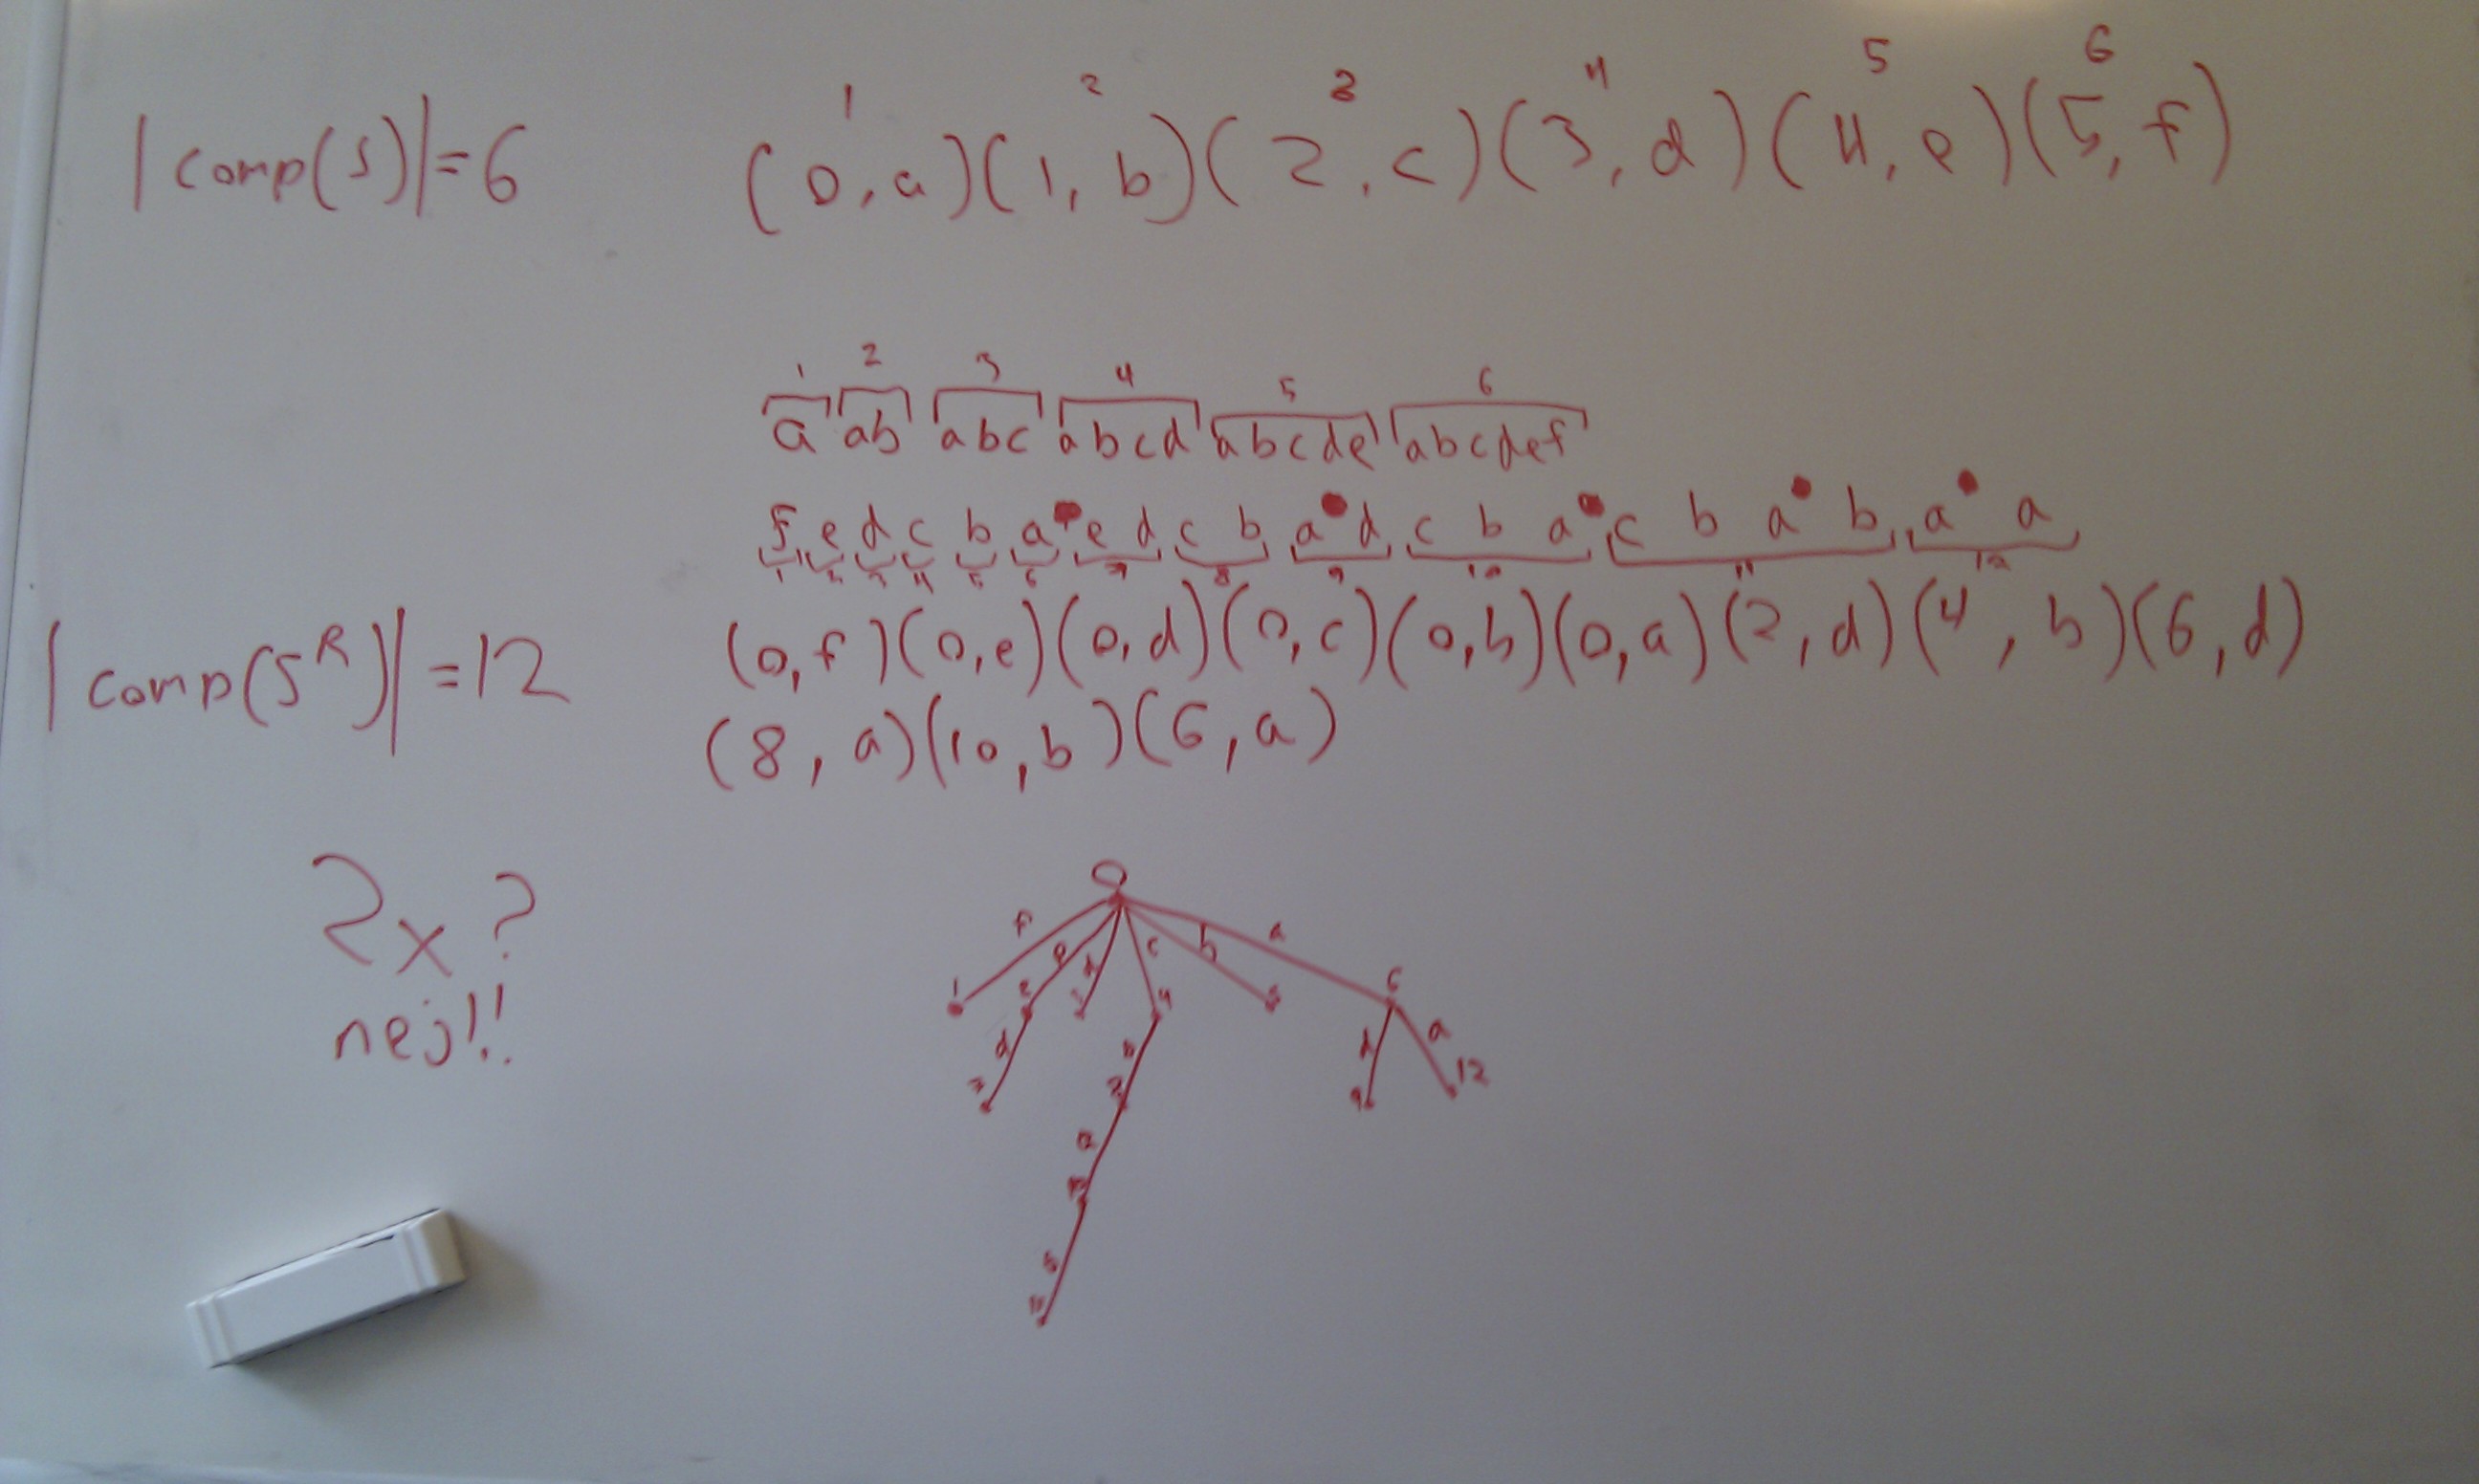 1 2 3 4 5 6
|comp(S)|=6 (0,a)(1,b)(2,c)(3,d)(4,e)(5,f)
1 2 3 4 5 6
a ab abc abcd abcde abcdef
f e d c b a e d c b a d c b a c b a b a a
1 2 3 4 5 6 7 8 9 10 11 12
|comp(S^R)|=12 (0,f)(0,e)(0,d)(0,c)(0,b)(0,a)(2,d)(4,b)(6,d)
(8,a)(10,b)(6,a)
2x?
nej!!
0
f e d c b a
1 2 3 4 5 6
d b d a
7 8 9 12
a
10
b
11